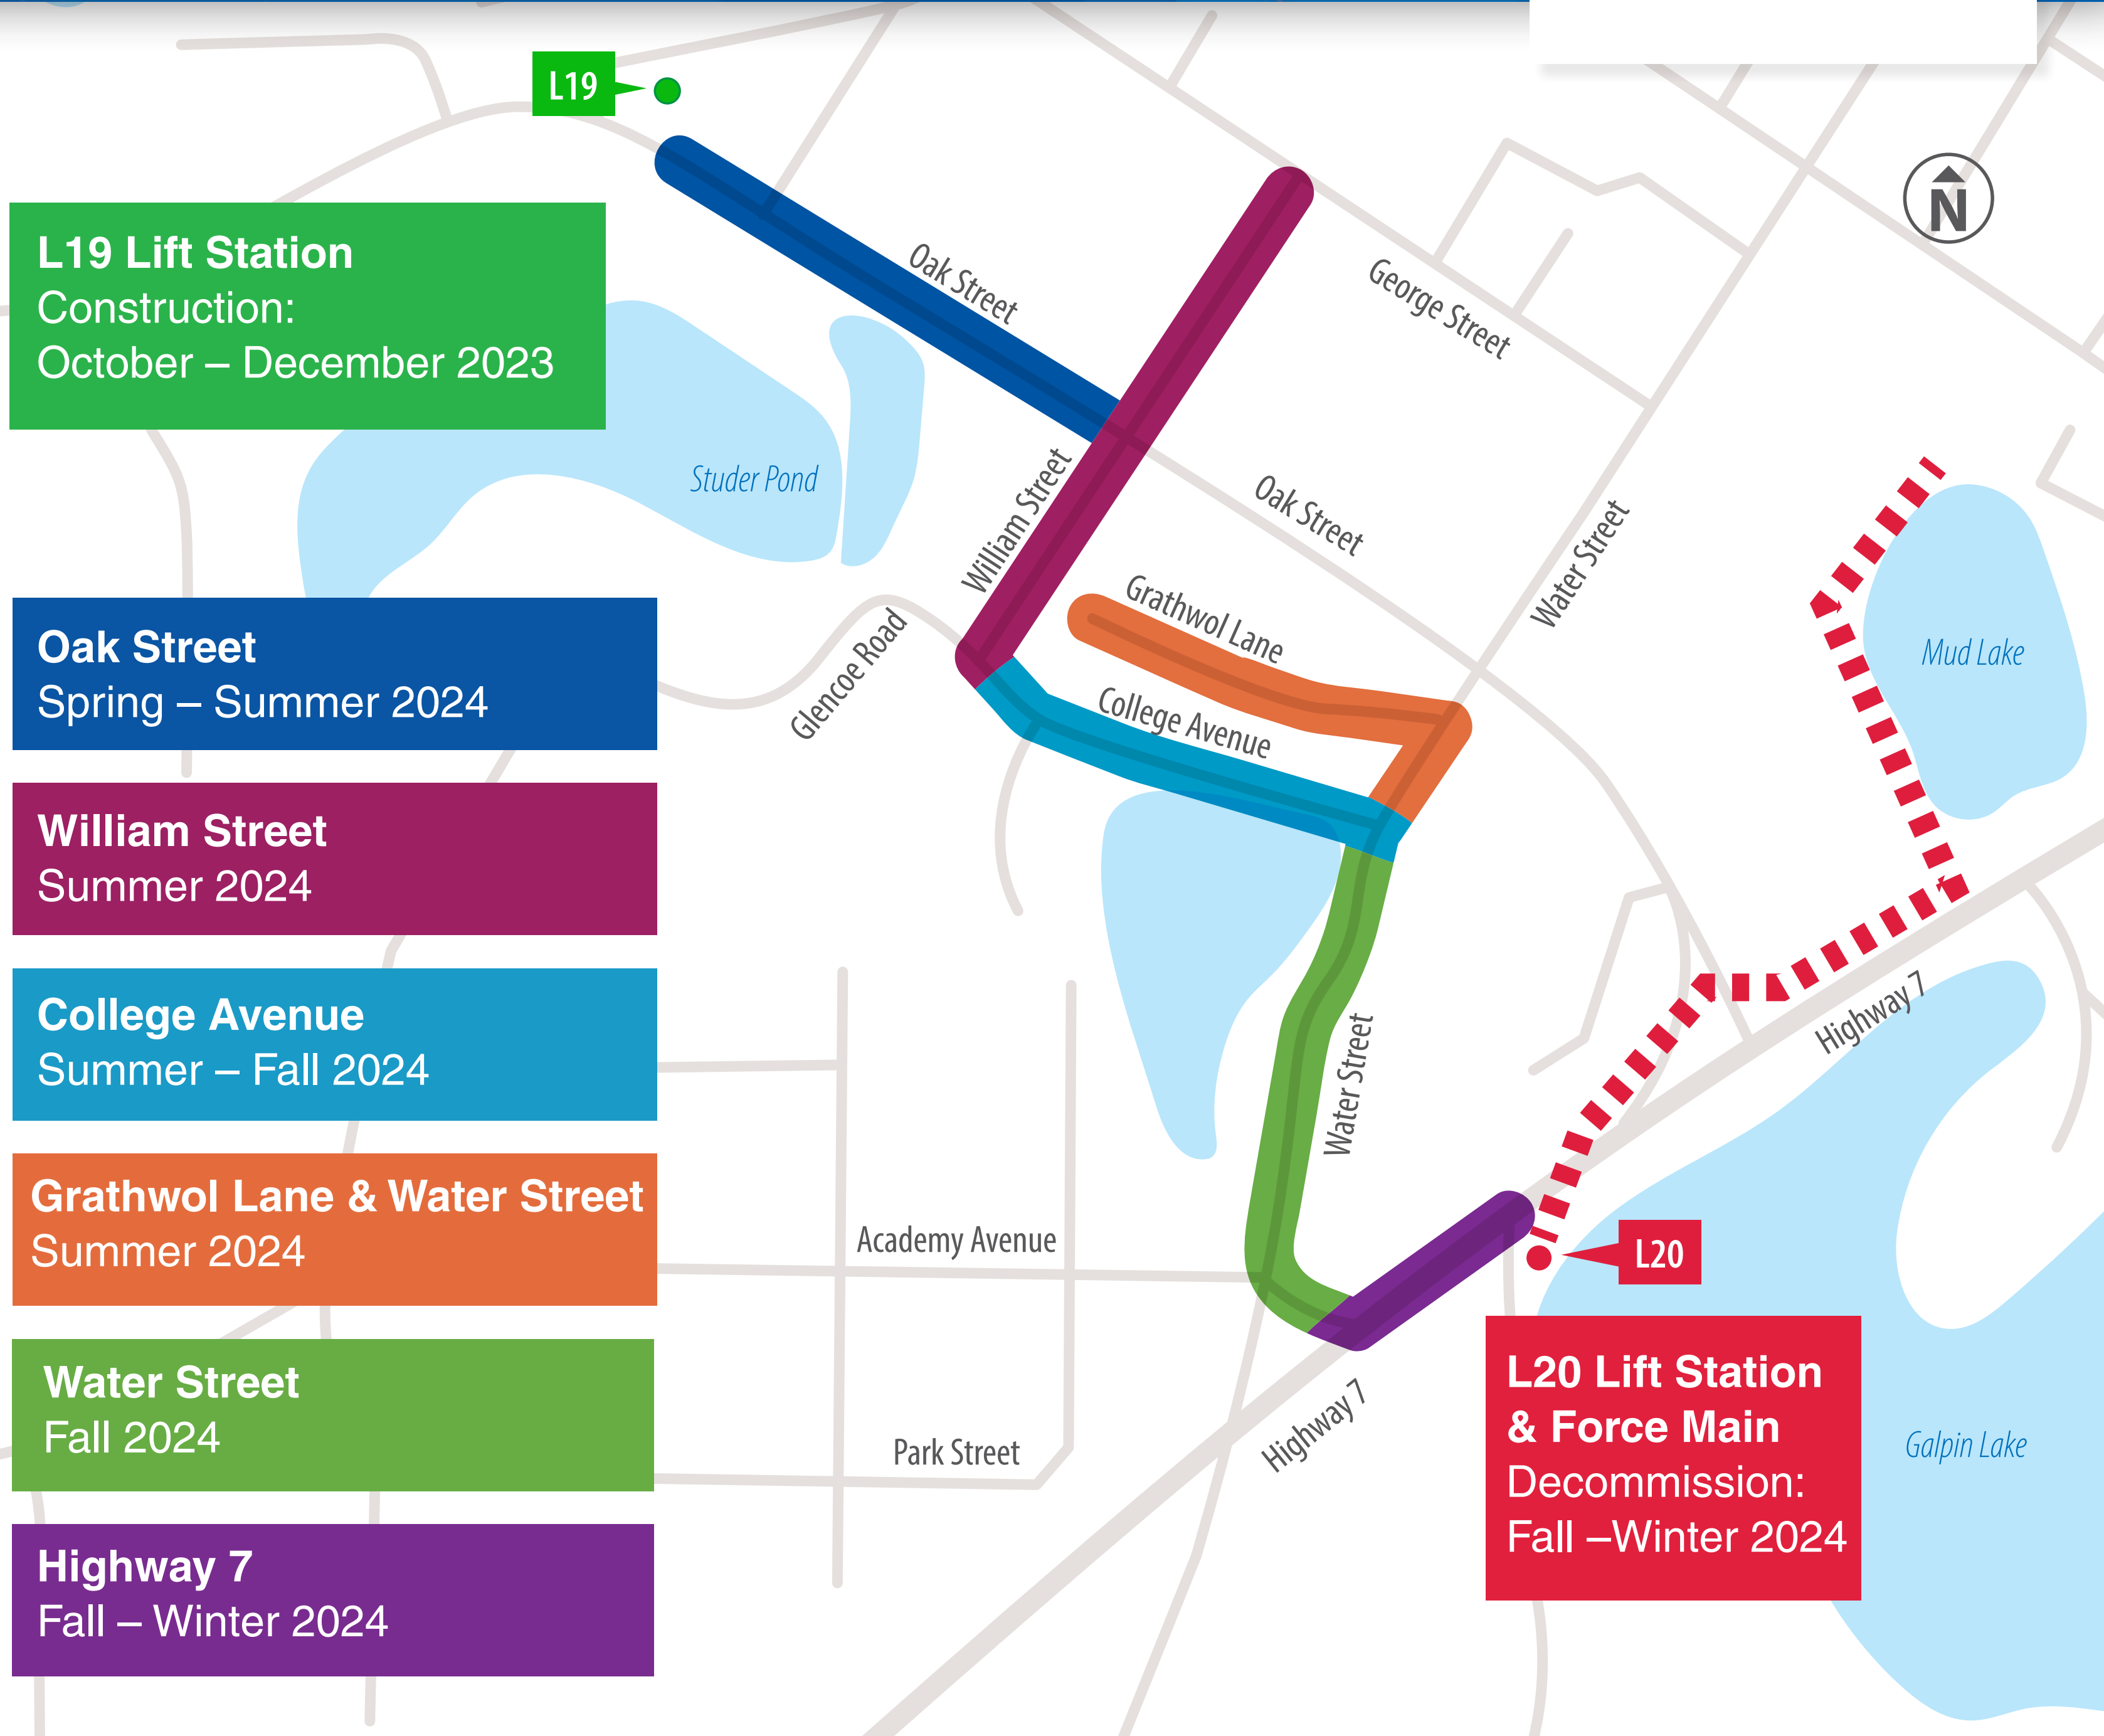 L19
N
L19 Lift Station
Construction:
October – December 2023
Oak Street
George Street
Studer Pond
William Street
Oak Street
Water Street
Grathwol Lane
Glencoe Road
College Avenue
Mud Lake
Oak Street
Spring – Summer 2024
William Street
Summer 2024
College Avenue
Summer – Fall 2024
Highway 7
Water Street
Grathwol Lane & Water Street
Summer 2024
Academy Avenue
L20
Water Street
Fall 2024
Park Street
Highway 7
L20 Lift Station
& Force Main
Decommission:
Fall –Winter 2024
Galpin Lake
Highway 7
Fall – Winter 2024